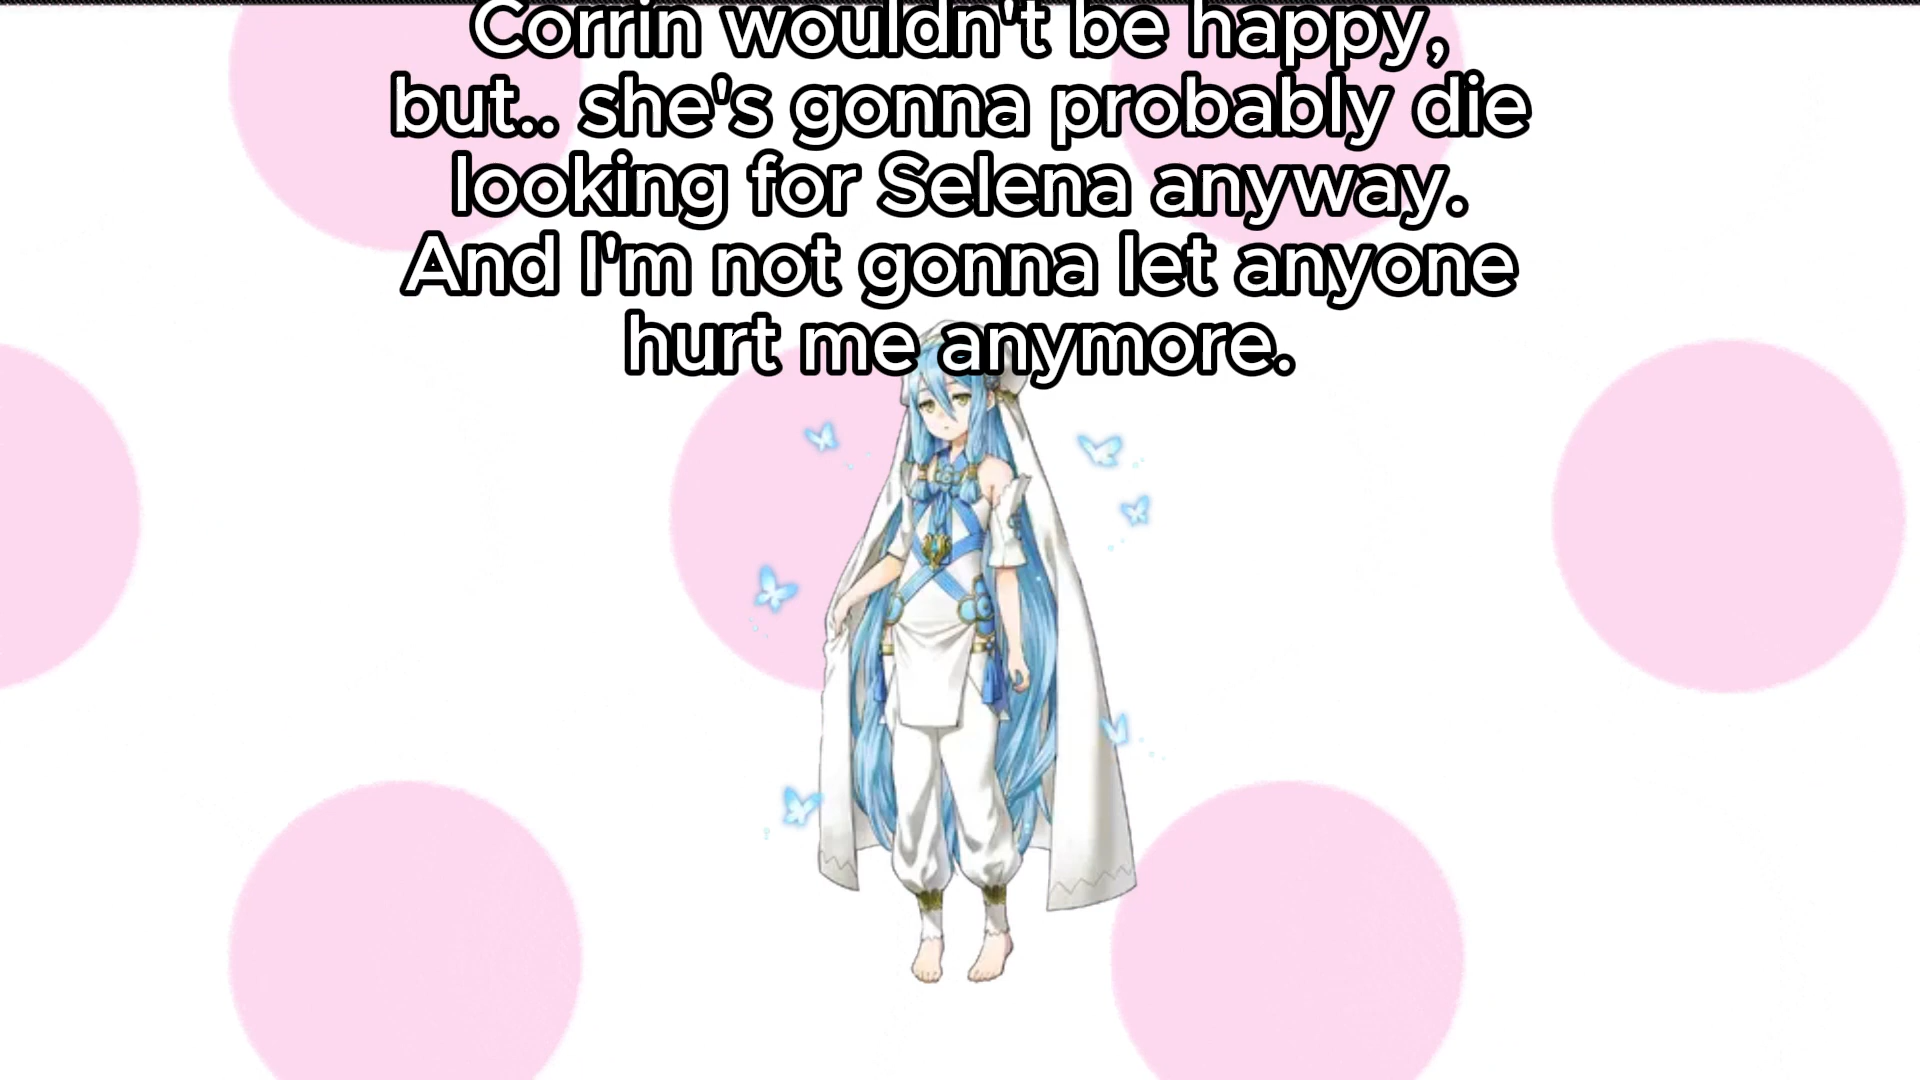 Corrin wouldn't be happy,
but.. she's gonna probably die
looking for Selena anyway.
And I'm not gonna let anyone
hurt me anymore.